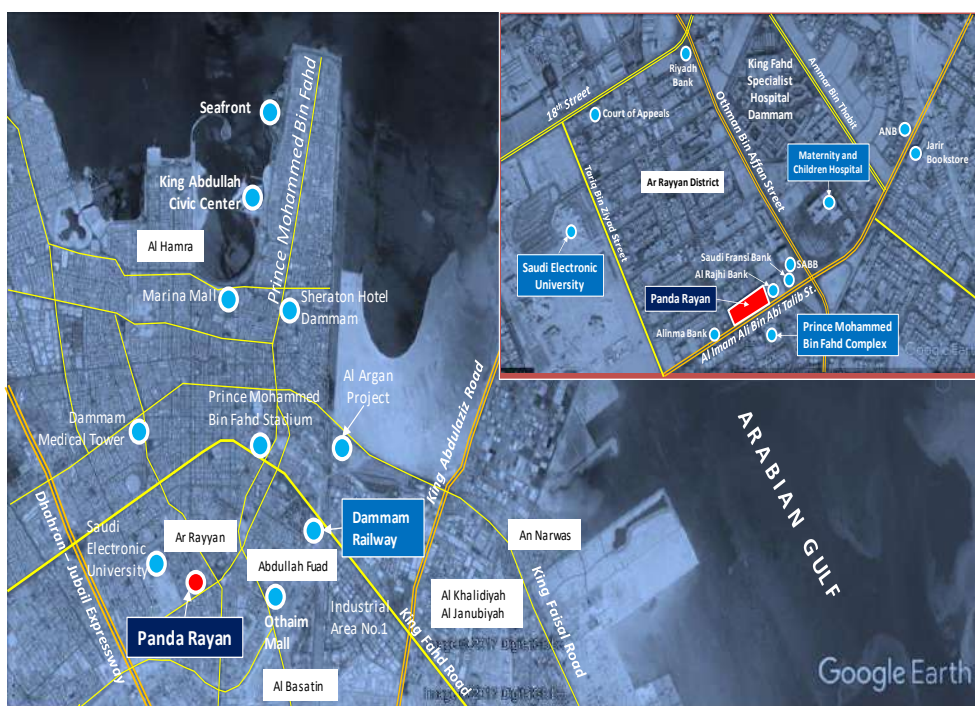 Seafront
King Abdullah
Civic Center
Prince Mohammed Bin Fahd
Al Hamra
Marina Mall
Sheraton Hotel
Dammam
Al Argan
Project
Prince Mohammed
Bin Fahd Stadium
Dammam
Medical Tower
King Abdulaziz Road
Dhahran – Jubail Expressway
Saudi
Electronic
University
Ar Rayyan
Dammam
Railway
An Narwas
Abdullah Fuad
Al Khalidiyah
Al Janubiyah
King Faisal Road
Panda Rayan
Othaim
Mall
Industrial
Area No.1
King Fahd Road
Al Basatin
ARABIAN GULF
Google Earth
18th Street
Riyadh
Bank
Court of Appeals
King Fahd
Specialist
Hospital
Dammam
Ammar Bin Thabit
Othman Bin Affan Street
ANB
Jarir
Bookstore
Maternity and
Children Hospital
Ar Rayyan District
Tariq Bin Ziyad Street
Saudi Electronic
University
Saudi Fransi Bank
SABB
Al Rajhi Bank
Panda Rayan
Alinma Bank
Al Imam Ali Bin Abi Talib St.
Prince Mohammed
Bin Fahd Complex
Google Earth